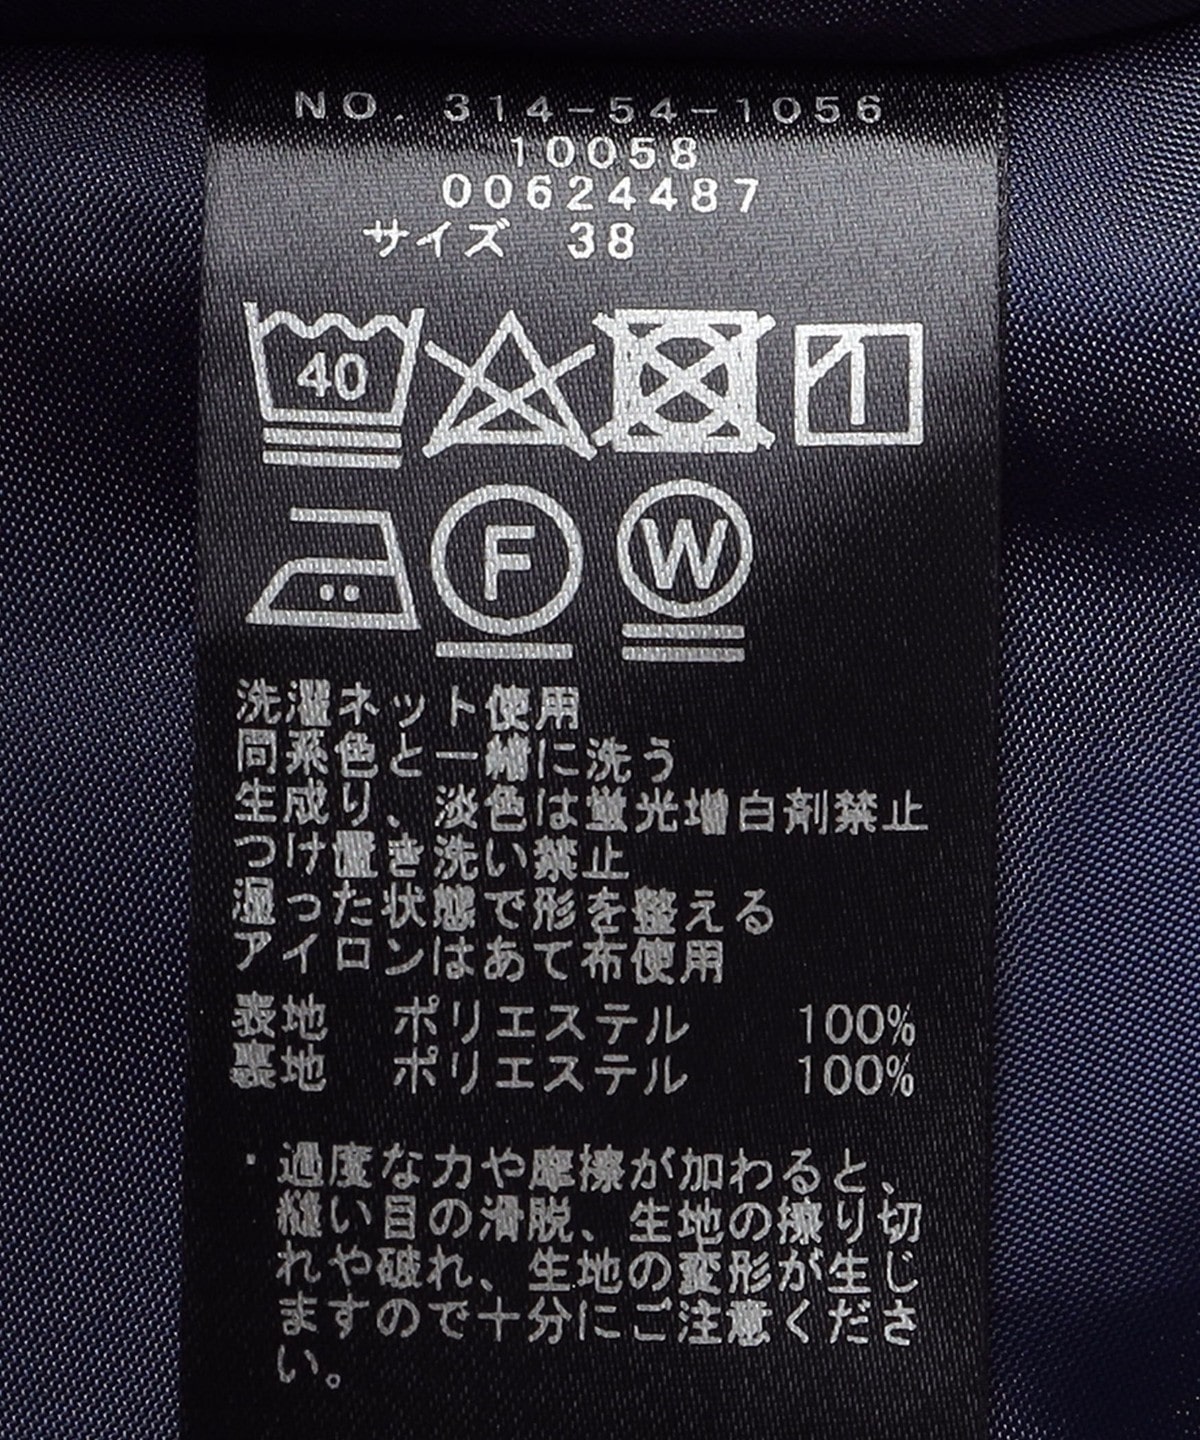 NO. 314-54-1056
10058
00624487
サイズ 38
40
F W
洗濯ネット使用
同系色と一緒に洗う
生成り、淡色は蛍光増白剤禁止
つけ置き洗い禁止
湿った状態で形を整える
アイロンはあて布使用
表地 ポリエステル 100%
裏地 ポリエステル 100%
・過度な力や摩擦が加わると、
縫い目の滑脱、生地の擦り切
れや破れ、生地の変形が生じ
ますので十分にご注意くださ
い。